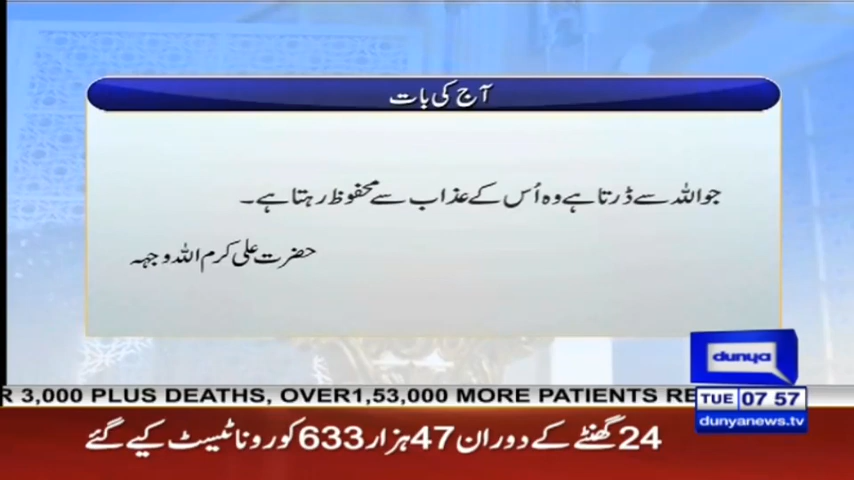 آج کی بات
جو اللہ سے ڈرتا ہے وہ اُس کے عذاب سے محفوظ رہتا ہے۔
حضرت علی کرم اللہ وجہہ
dunya
R 3,000 PLUS DEATHS, OVER1,53,000 MORE PATIENTS RE
TUE 07 57
dunyanews.tv
24 گھنٹے کے دوران 47 ہزار 633 کورونا ٹیسٹ کیے گئے